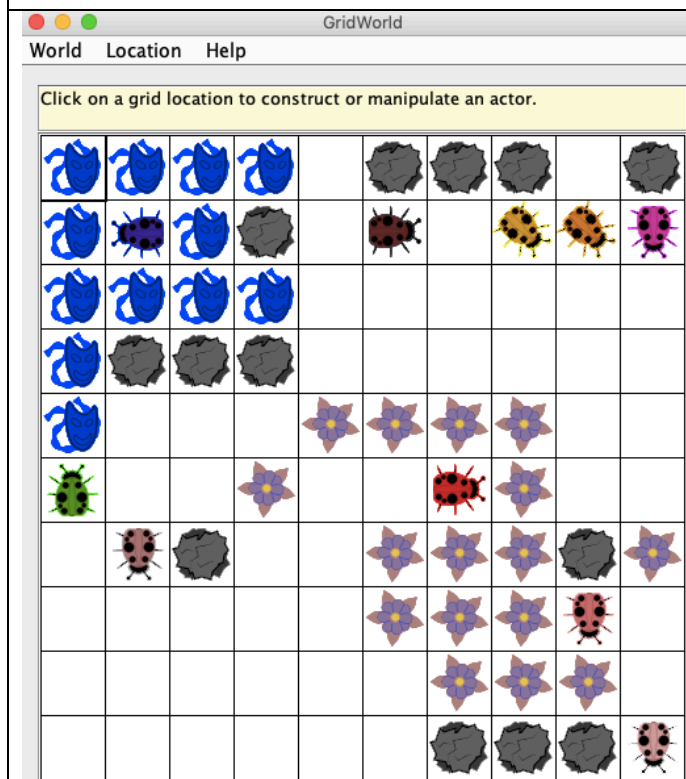 GridWorld
World Location Help
Click on a grid location to construct or manipulate an actor.